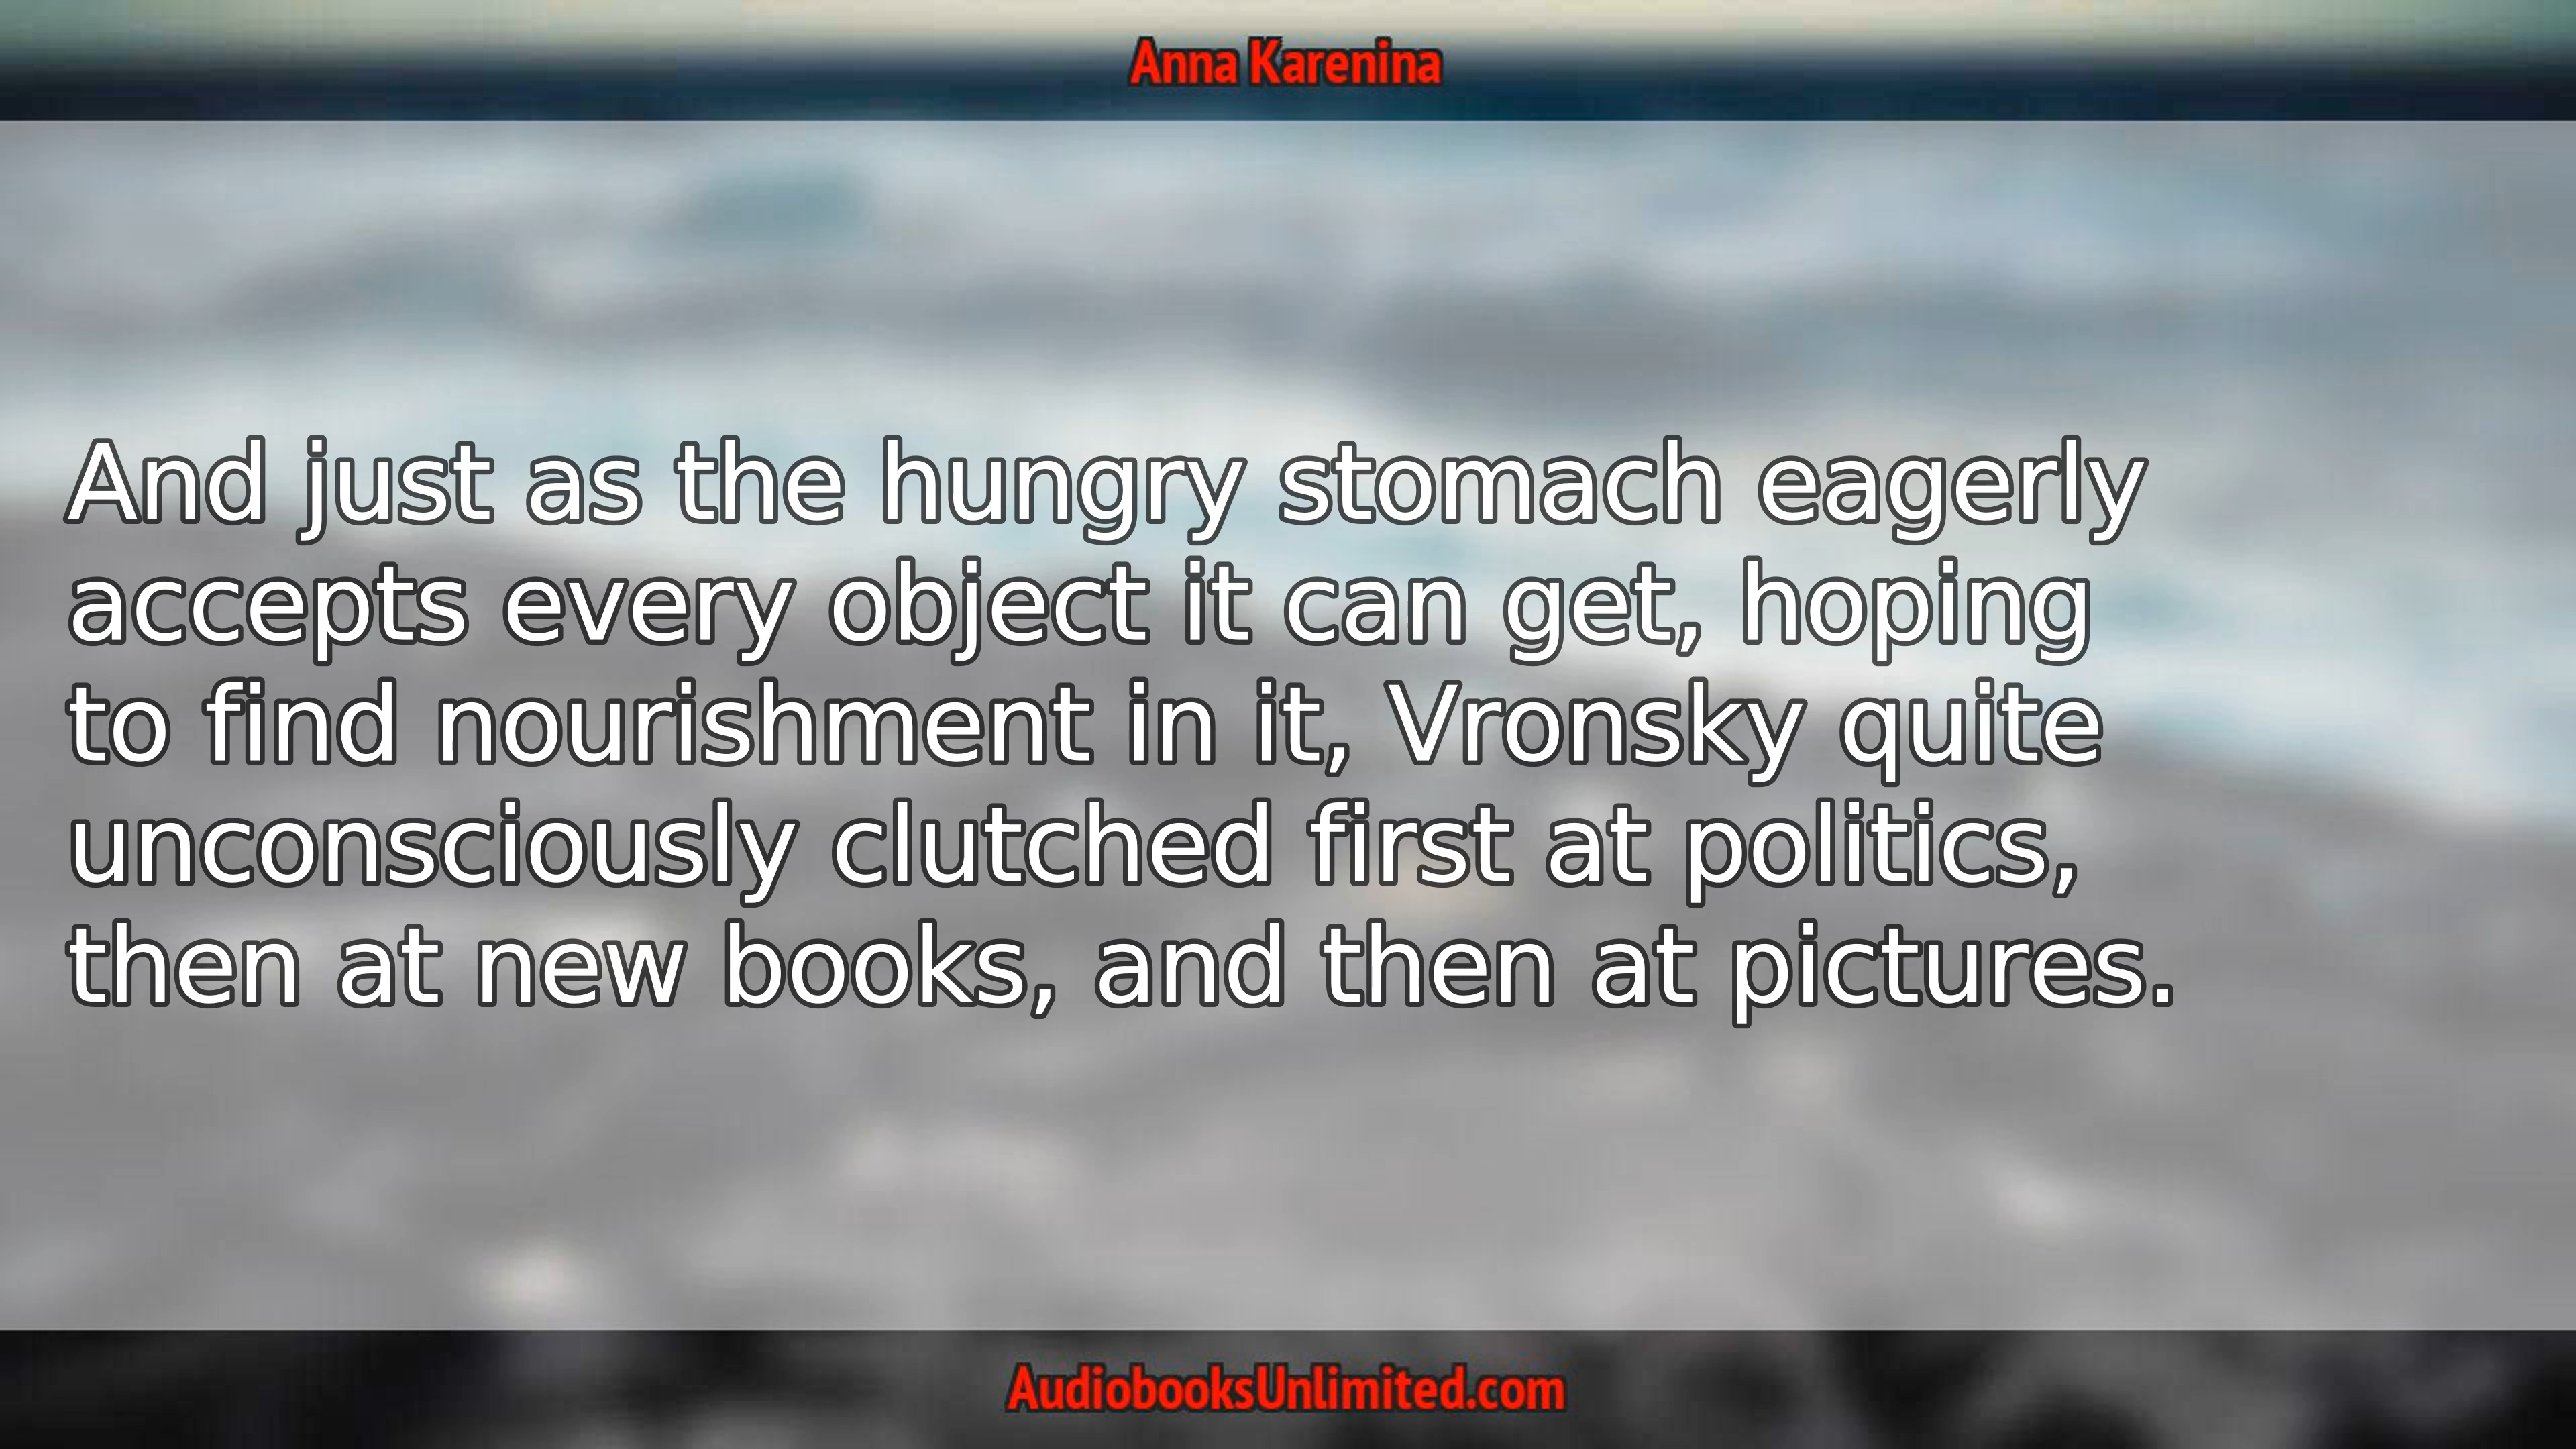 Anna Karenina
And just as the hungry stomach eagerly
accepts every object it can get, hoping
to find nourishment in it, Vronsky quite
unconsciously clutched first at politics,
then at new books, and then at pictures.
AudiobooksUnlimited.com